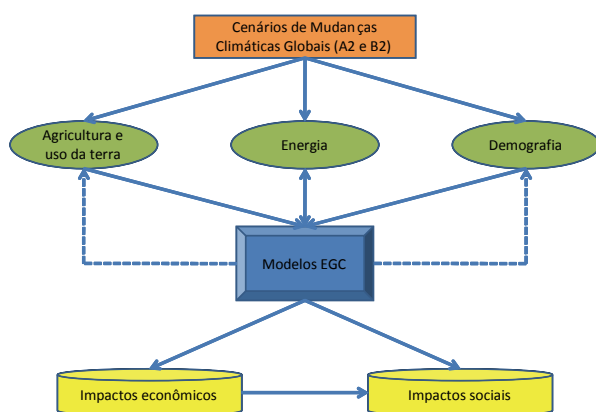 Cenários de Mudanças
Climáticas Globais (A2 e B2)
Agricultura e
uso da terra
Energia
Demografia
Modelos EGC
Impactos econômicos
Impactos sociais